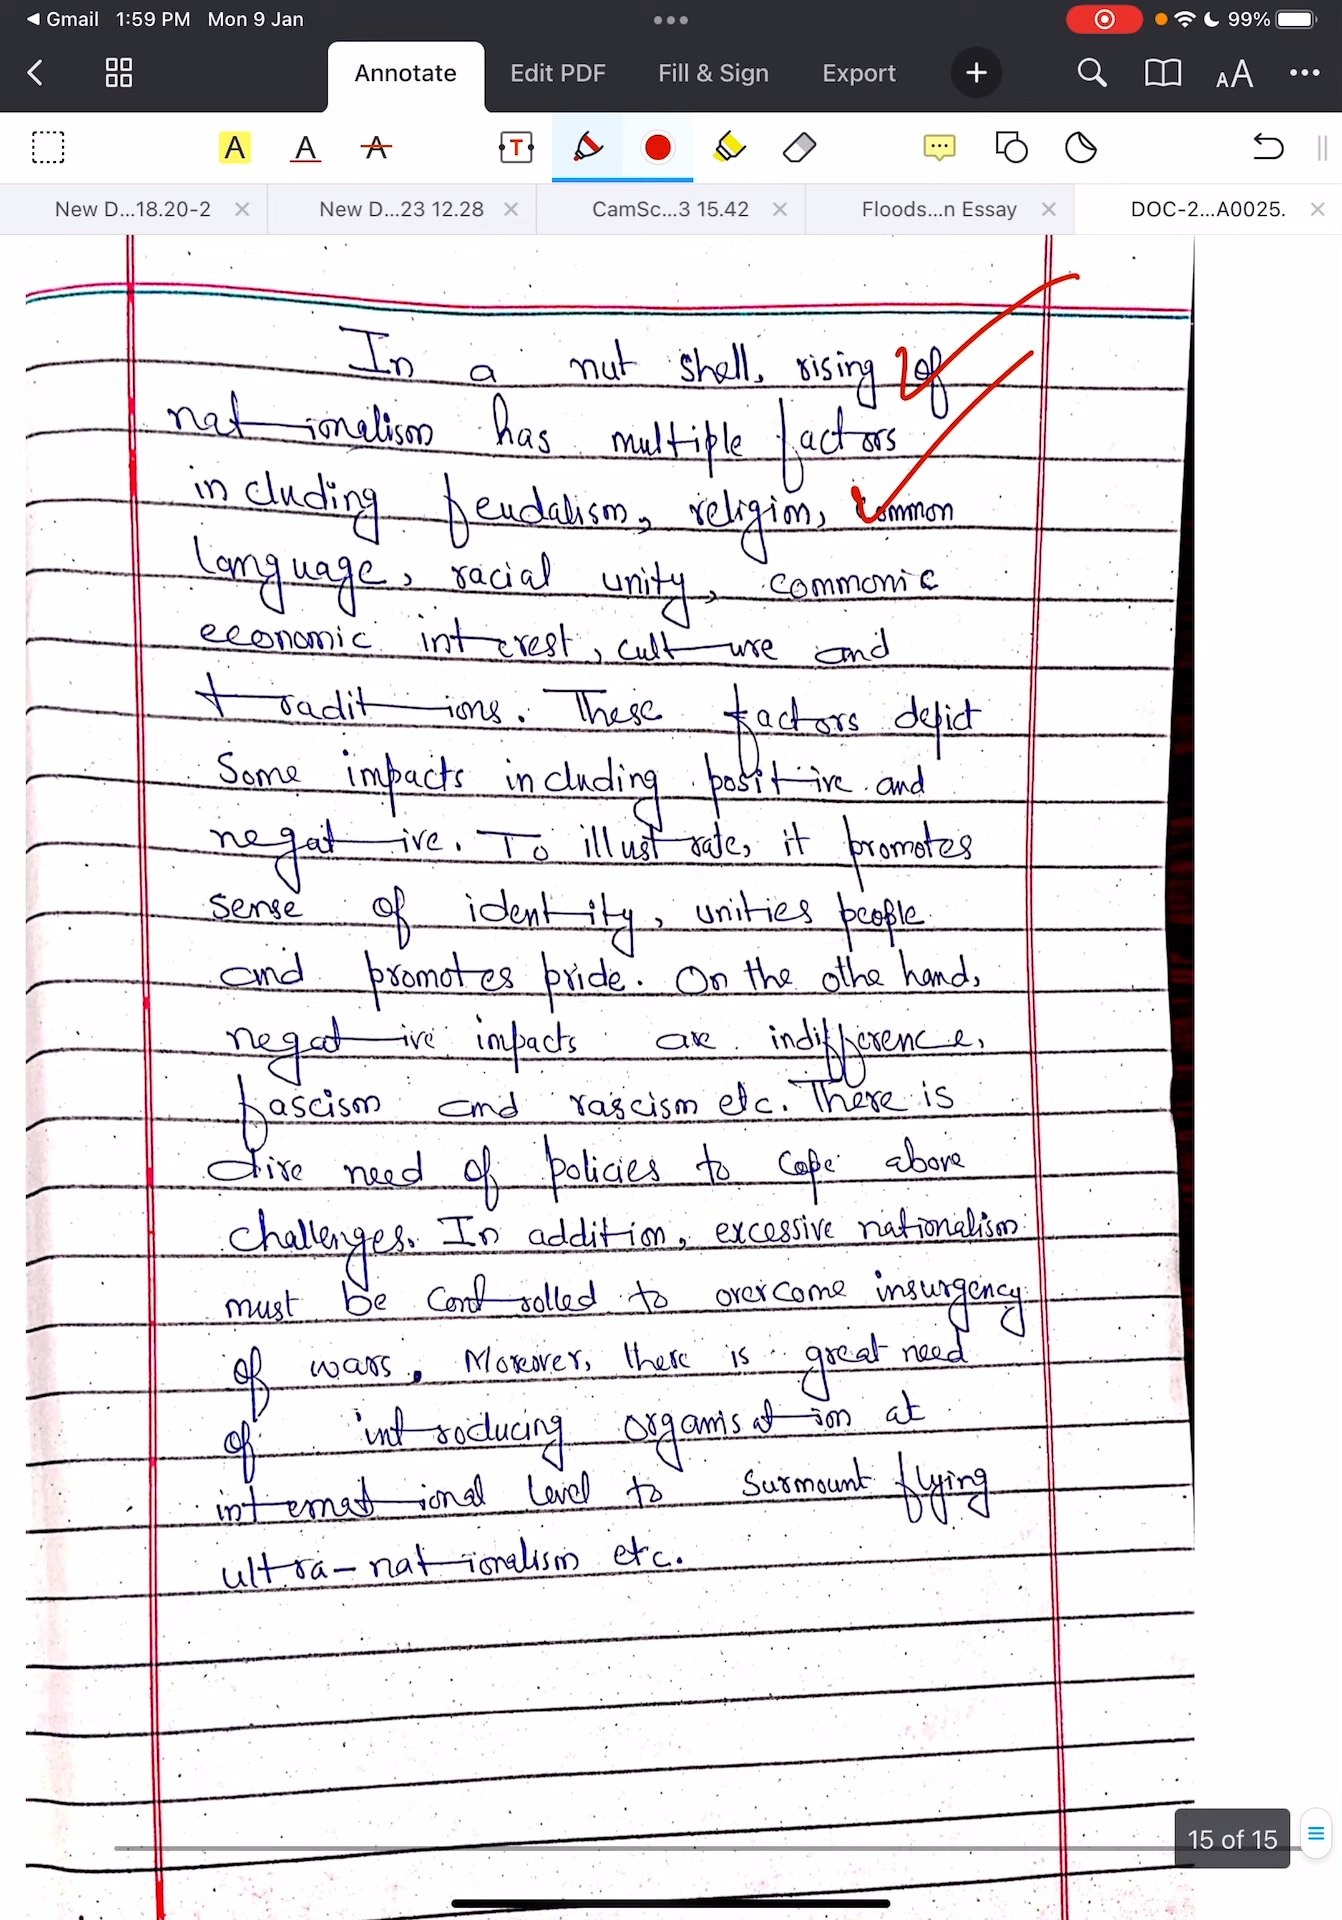 Gmail 1:59 PM Mon 9 Jan 99%
Annotate Edit PDF Fill & Sign Export
New D...18.20-2 New D...23 12.28 CamSc...3 15.42 Floods...n Essay DOC-2...A0025.
In a nut shell, rising of
nationalism has multiple factors
including feudalism, religion, common
language, racial unity, commonic
economic interest, culture and
traditions. These factors depict
Some impacts including positive and
negative. To illustrate, it promotes
sense of identity, unities people
and promotes pride. On the othe hand,
negative impacts are indifference,
fascism and rascism etc. There is
dire need of policies to cope above
challenges. In addition, excessive nationalism
must be controlled to overcome insurgency
of wars. Moreover, there is great need
of introducing organisation at
international level to surmount flying
ultra-nationalism etc.
15 of 15